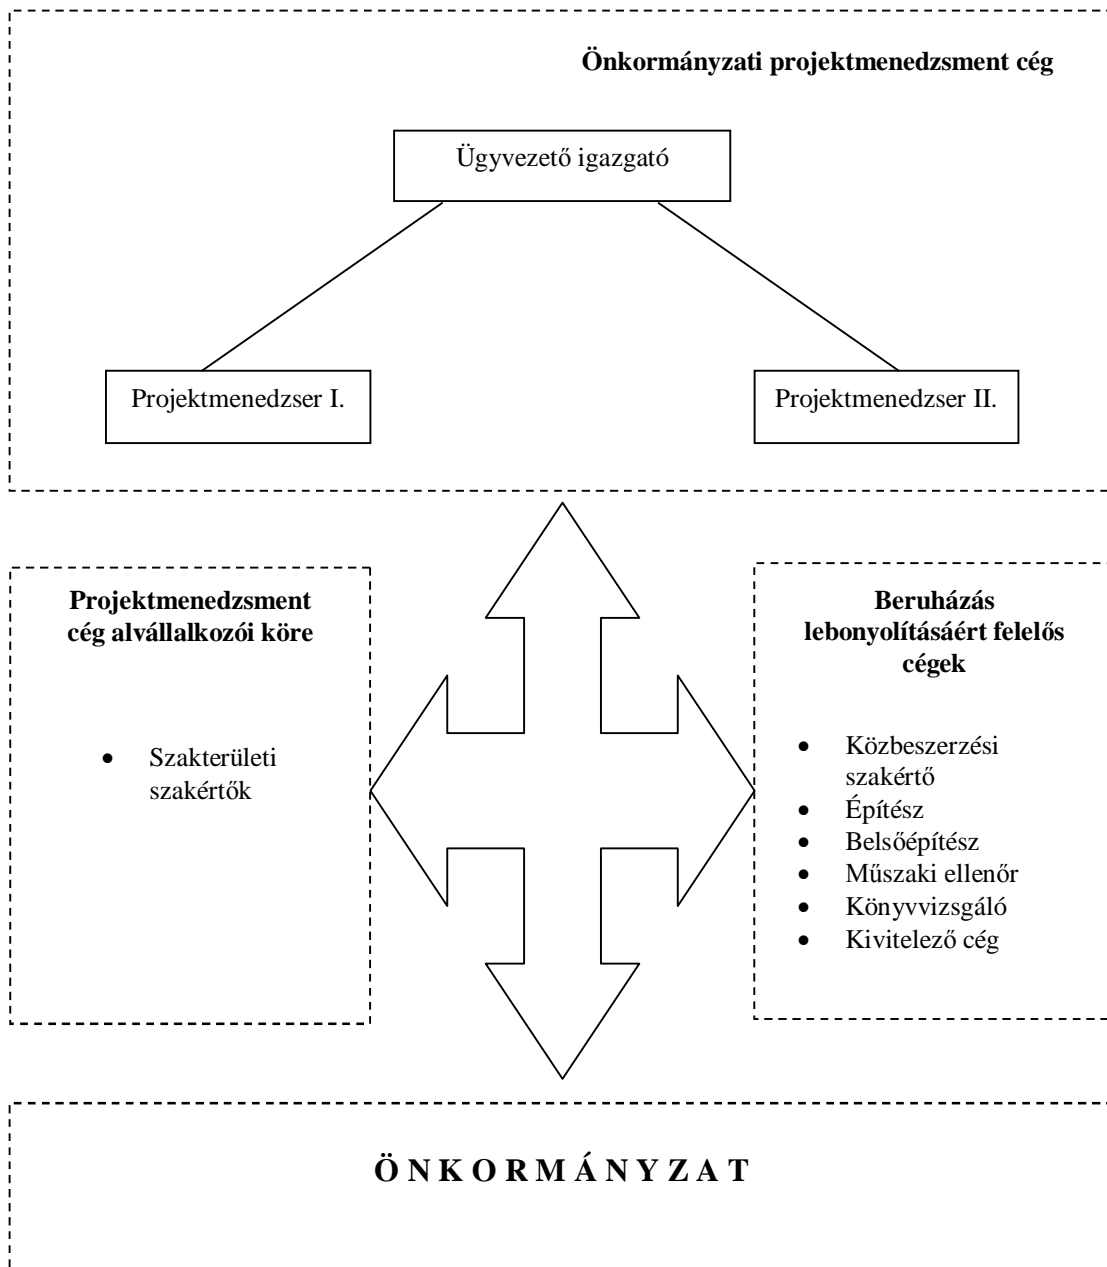 Önkormányzati projektmenedzsment cég
Ügyvezető igazgató
Projektmenedzser I.
Projektmenedzser II.
Projektmenedzsment
cég alvállalkozói köre
• Szakterületi
szakértők
Beruházás
lebonyolításáért felelős
cégek
• Közbeszerzési
szakértő
• Építész
• Belsőépítész
• Műszaki ellenőr
• Könyvvizsgáló
• Kivitelező cég
Ö N K O R M Á N Y Z A T